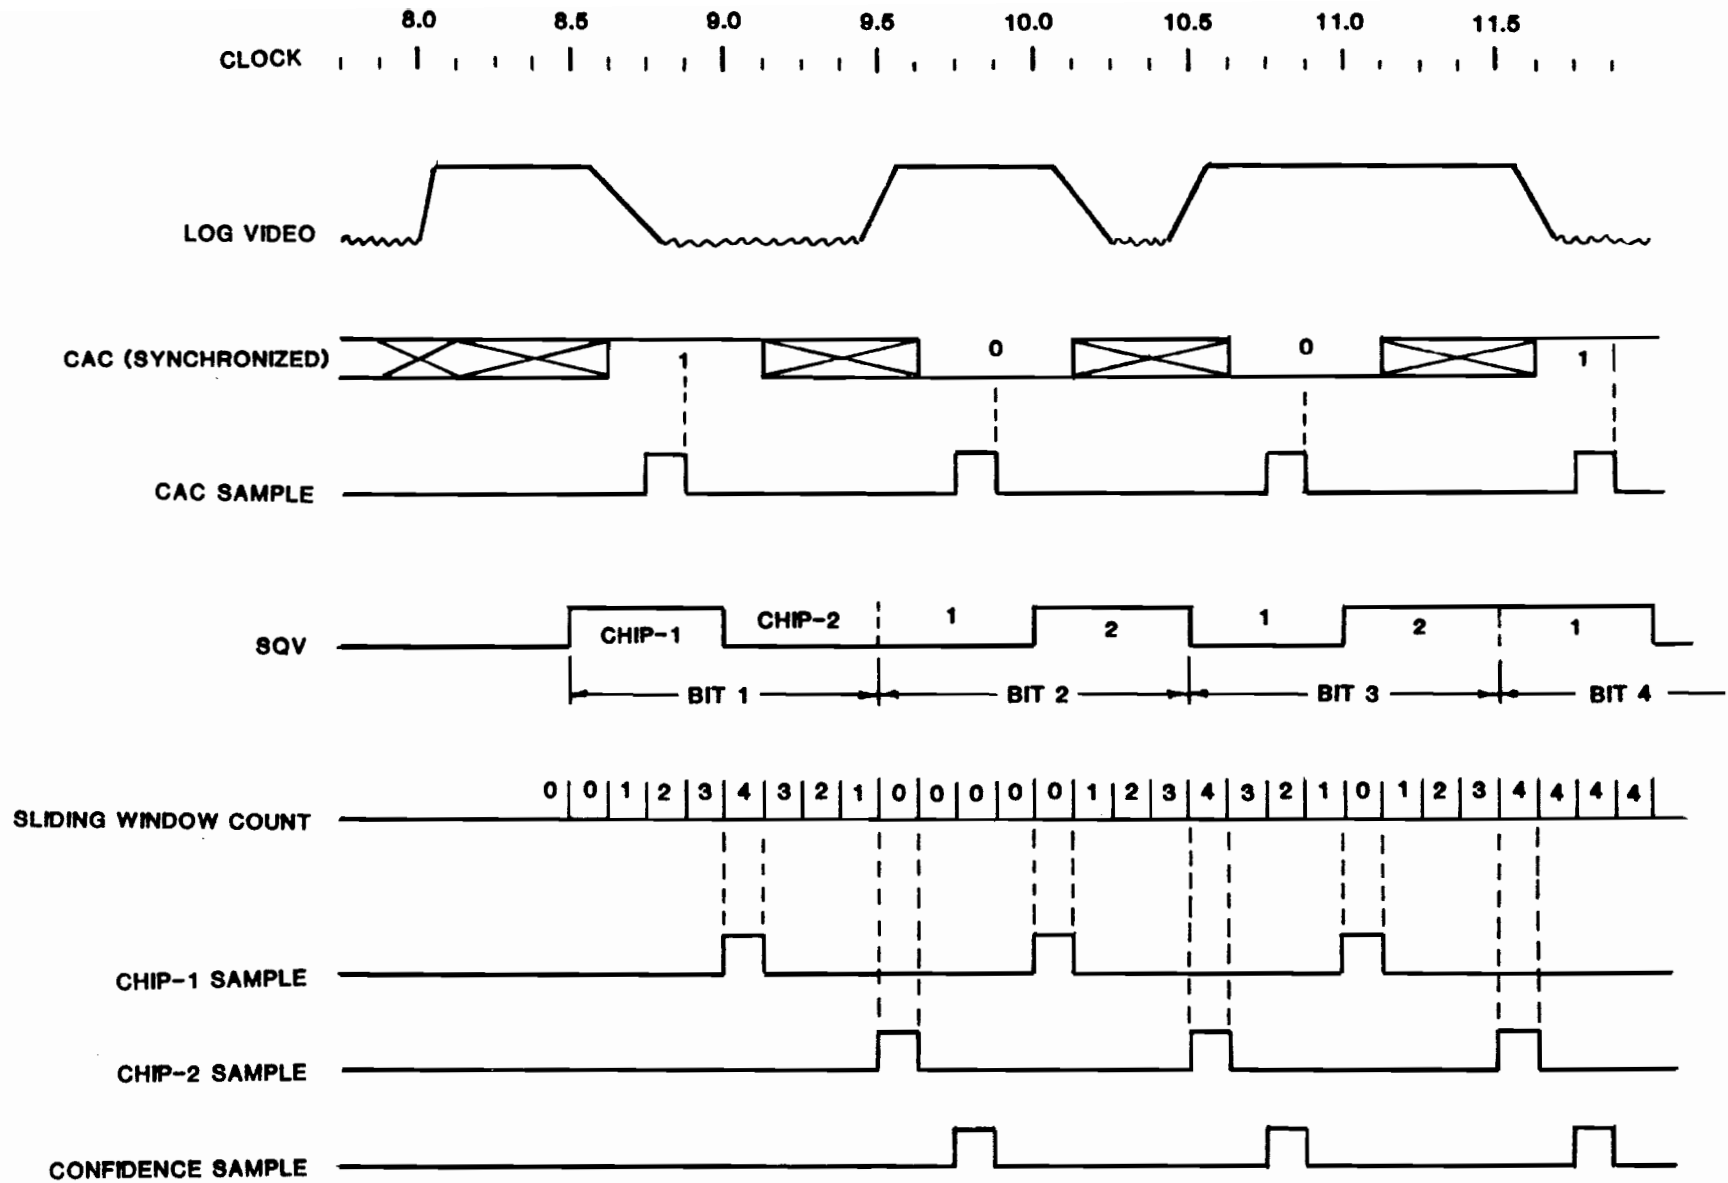 8.0 8.5 9.0 9.5 10.0 10.5 11.0 11.5
CLOCK
LOG VIDEO
CAC (SYNCHRONIZED) 1 0 0 1
CAC SAMPLE
SQV CHIP-1 CHIP-2 1 2 1 2 1
BIT 1 BIT 2 BIT 3 BIT 4
SLIDING WINDOW COUNT 0 0 1 2 3 4 3 2 1 0 0 0 0 0 1 2 3 4 3 2 1 0 1 2 3 4 4 4 4
CHIP-1 SAMPLE
CHIP-2 SAMPLE
CONFIDENCE SAMPLE